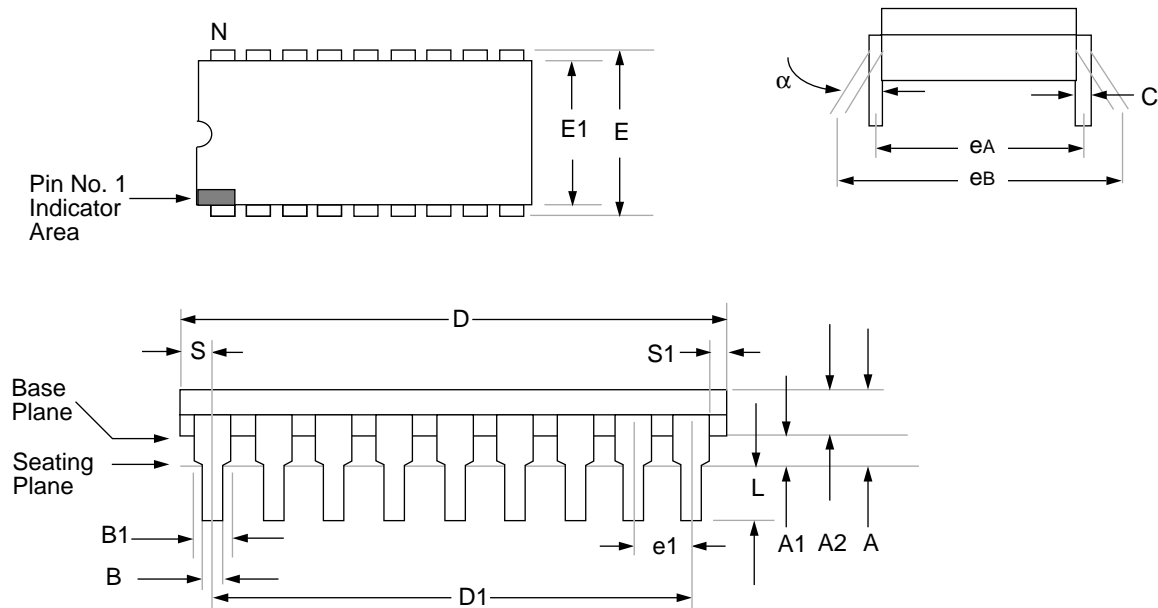 N
E1
E
Pin No. 1
Indicator
Area
α
C
eA
eB
D
S
S1
Base
Plane
Seating
Plane
L
B1
B
e1
A1
A2
A
D1